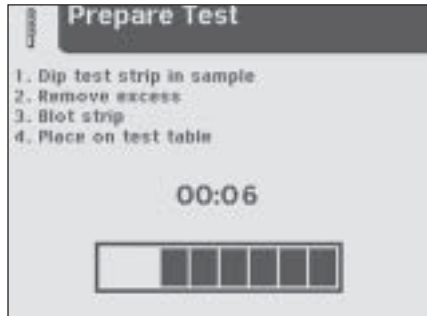 Prepare Test
1. Dip test strip in sample
2. Remove excess
3. Blot strip
4. Place on test table
00:06